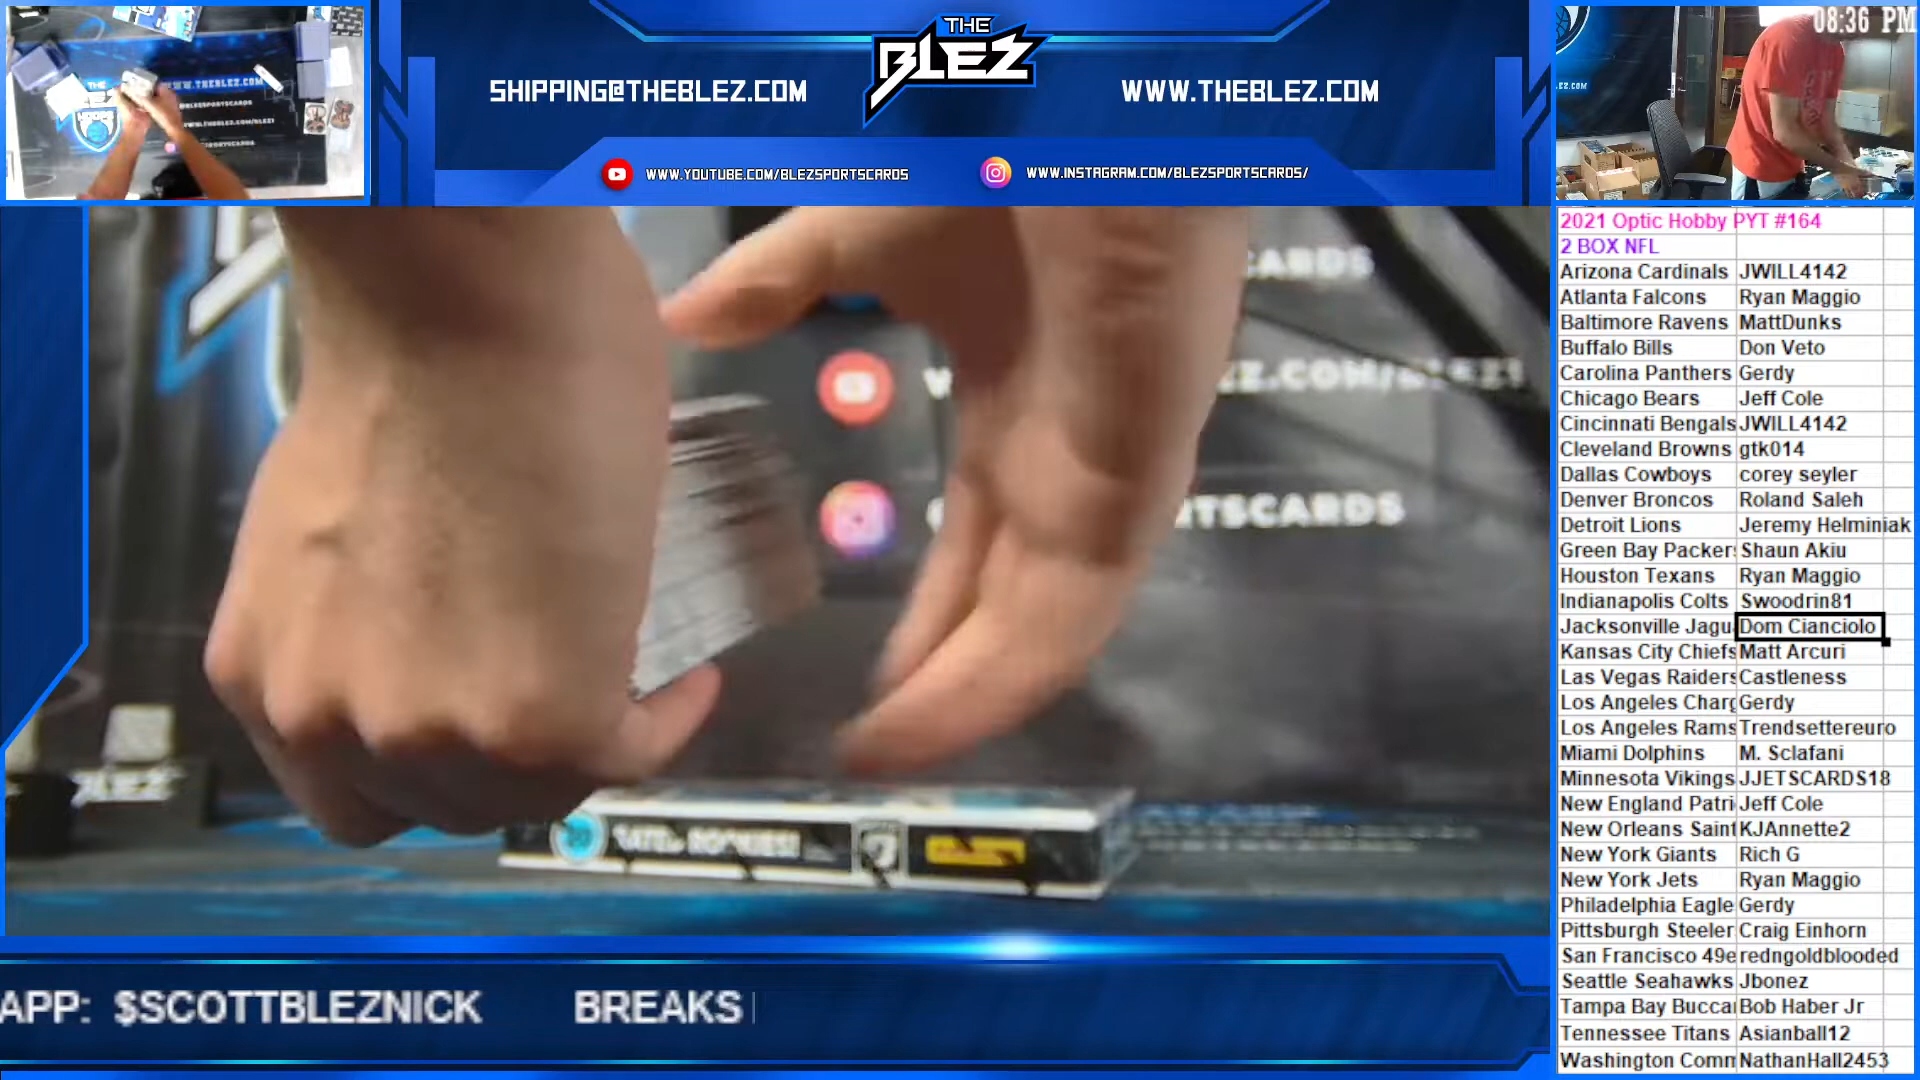 THE
BLEZ
SHIPPING@THEBLEZ.COM
WWW.THEBLEZ.COM
WWW.YOUTUBE.COM/BLEZSPORTSCARDS
WWW.INSTAGRAM.COM/BLEZSPORTSCARDS/
08:36 PM
2021 Optic Hobby PYT #164
2 BOX NFL
Arizona Cardinals JWILL4142
Atlanta Falcons Ryan Maggio
Baltimore Ravens MattDunks
Buffalo Bills Don Veto
Carolina Panthers Gerdy
Chicago Bears Jeff Cole
Cincinnati Bengals JWILL4142
Cleveland Browns gtk014
Dallas Cowboys corey seyler
Denver Broncos Roland Saleh
Detroit Lions Jeremy Helminiak
Green Bay Packers Shaun Akiu
Houston Texans Ryan Maggio
Indianapolis Colts Swoodrin81
Jacksonville Jagu Dom Cianciolo
Kansas City Chiefs Matt Arcuri
Las Vegas Raiders Castleness
Los Angeles Charg Gerdy
Los Angeles Rams Trendsettereuro
Miami Dolphins M. Sclafani
Minnesota Vikings JJETSCARDS18
New England Patri Jeff Cole
New Orleans Saint KJAnnette2
New York Giants Rich G
New York Jets Ryan Maggio
Philadelphia Eagle Gerdy
Pittsburgh Steeler Craig Einhorn
San Francisco 49e redngoldblooded
Seattle Seahawks Jbonez
Tampa Bay Bucca Bob Haber Jr
Tennessee Titans Asianball12
Washington Comm NathanHall2453
CARDS
RTSCARDS
BLEZ
RATED ROOKIES!
APP: $SCOTTBLEZNICK BREAKS